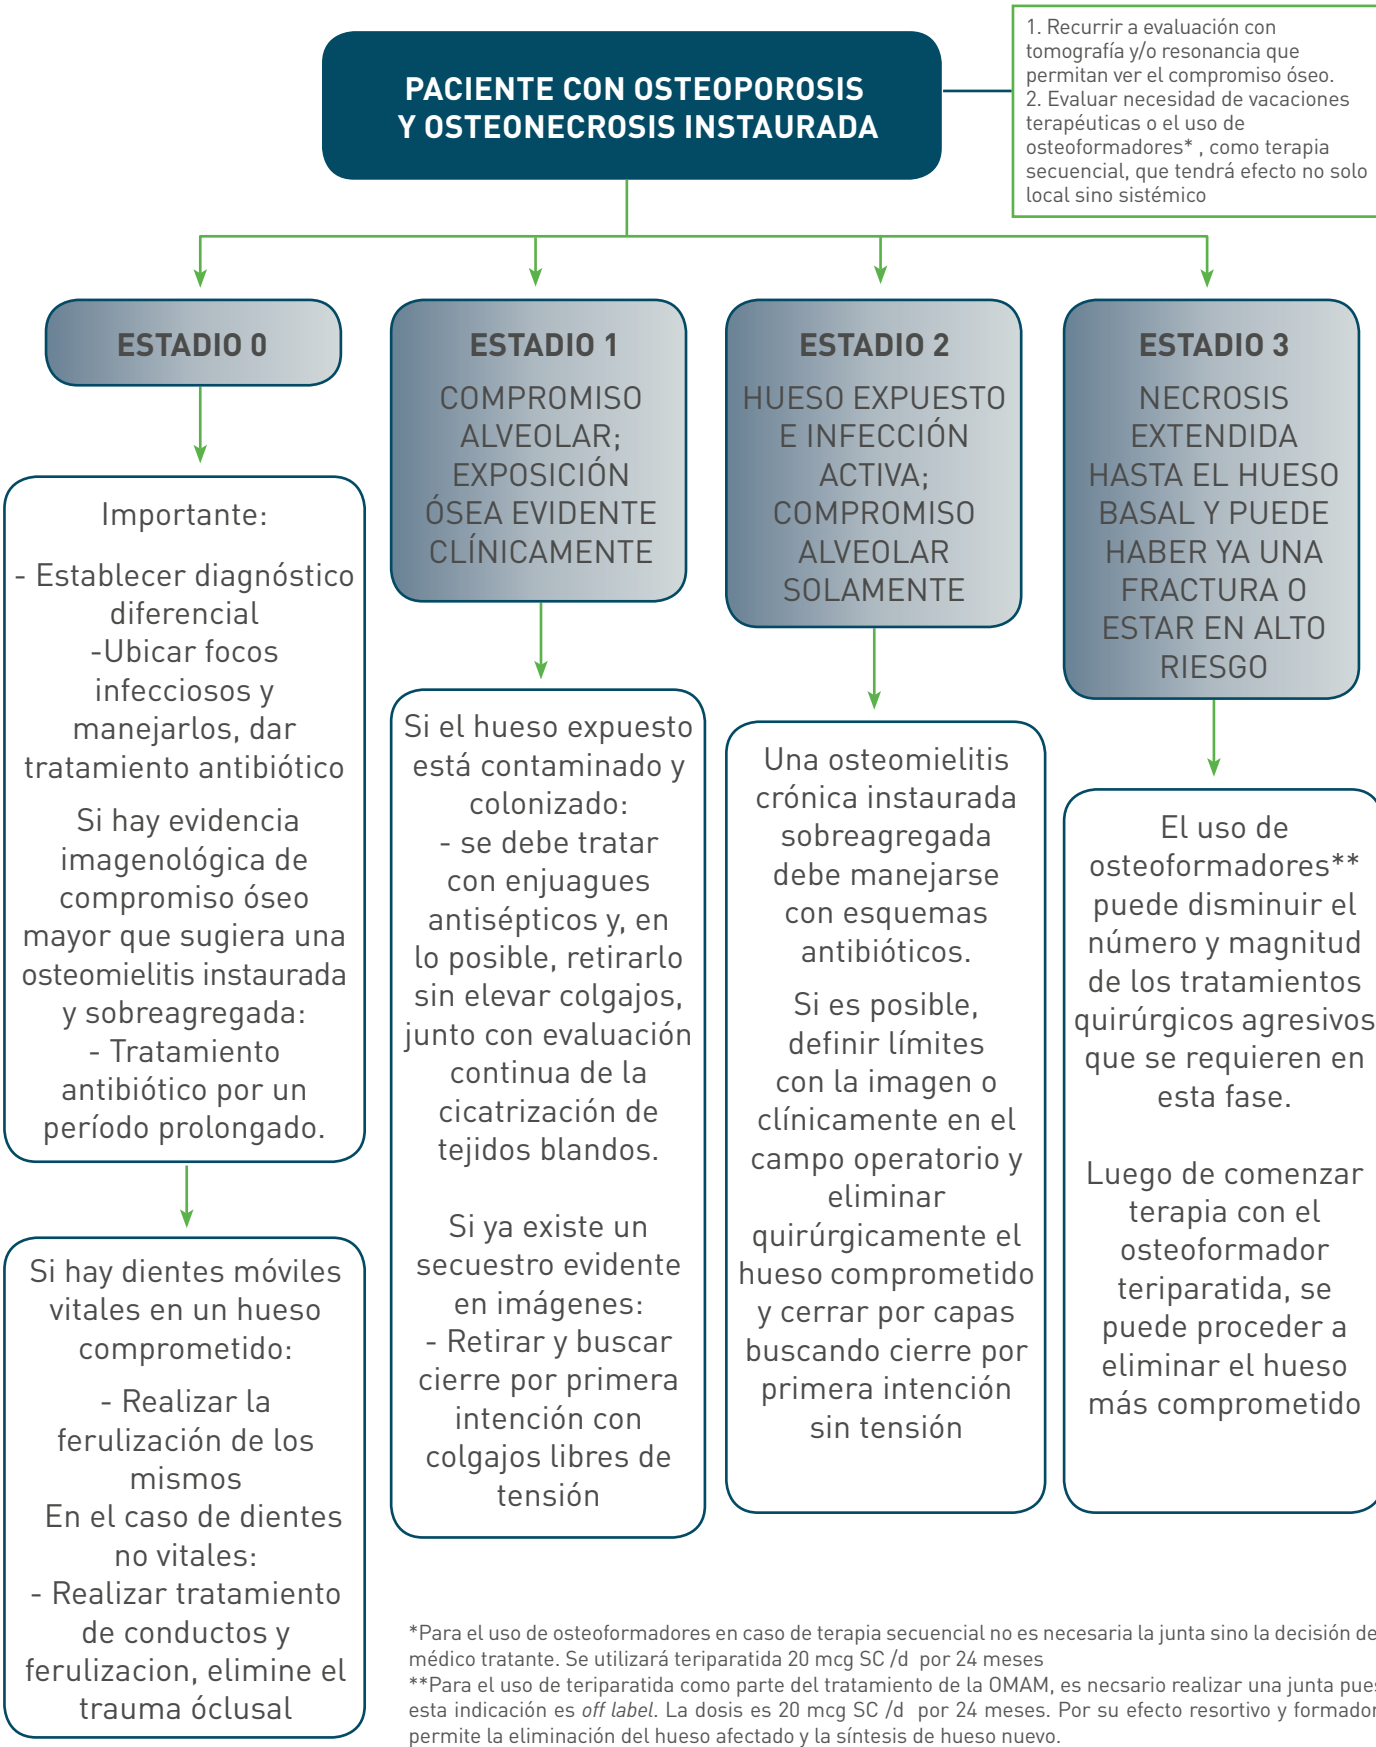 PACIENTE CON OSTEOPOROSIS
Y OSTEONECROSIS INSTAURADA
1. Recurrir a evaluación con
tomografía y/o resonancia que
permitan ver el compromiso óseo.
2. Evaluar necesidad de vacaciones
terapéuticas o el uso de
osteoformadores* , como terapia
secuencial, que tendrá efecto no solo
local sino sistémico
ESTADIO 0
Importante:
- Establecer diagnóstico
diferencial
-Ubicar focos
infecciosos y
manejarlos, dar
tratamiento antibiótico
Si hay evidencia
imagenológica de
compromiso óseo
mayor que sugiera una
osteomielitis instaurada
y sobreagregada:
- Tratamiento
antibiótico por un
período prolongado.
Si hay dientes móviles
vitales en un hueso
comprometido:
- Realizar la
ferulización de los
mismos
En el caso de dientes
no vitales:
- Realizar tratamiento
de conductos y
ferulizacion, elimine el
trauma óclusal
ESTADIO 1
COMPROMISO
ALVEOLAR;
EXPOSICIÓN
ÓSEA EVIDENTE
CLÍNICAMENTE
Si el hueso expuesto
está contaminado y
colonizado:
- se debe tratar
con enjuagues
antisépticos y, en
lo posible, retirarlo
sin elevar colgajos,
junto con evaluación
continua de la
cicatrización de
tejidos blandos.
Si ya existe un
secuestro evidente
en imágenes:
- Retirar y buscar
cierre por primera
intención con
colgajos libres de
tensión
ESTADIO 2
HUESO EXPUESTO
E INFECCIÓN
ACTIVA;
COMPROMISO
ALVEOLAR
SOLAMENTE
Una osteomielitis
crónica instaurada
sobreagregada
debe manejarse
con esquemas
antibióticos.
Si es posible,
definir límites
con la imagen o
clínicamente en el
campo operatorio y
eliminar
quirúrgicamente el
hueso comprometido
y cerrar por capas
buscando cierre por
primera intención
sin tensión
ESTADIO 3
NECROSIS
EXTENDIDA
HASTA EL HUESO
BASAL Y PUEDE
HABER YA UNA
FRACTURA O
ESTAR EN ALTO
RIESGO
El uso de
osteoformadores**
puede disminuir el
número y magnitud
de los tratamientos
quirúrgicos agresivos
que se requieren en
esta fase.
Luego de comenzar
terapia con el
osteoformador
teriparatida, se
puede proceder a
eliminar el hueso
más comprometido
*Para el uso de osteoformadores en caso de terapia secuencial no es necesaria la junta sino la decisión de
médico tratante. Se utilizará teriparatida 20 mcg SC /d por 24 meses
**Para el uso de teriparatida como parte del tratamiento de la OMAM, es necsario realizar una junta pues
esta indicación es off label. La dosis es 20 mcg SC /d por 24 meses. Por su efecto resortivo y formador
permite la eliminación del hueso afectado y la síntesis de hueso nuevo.